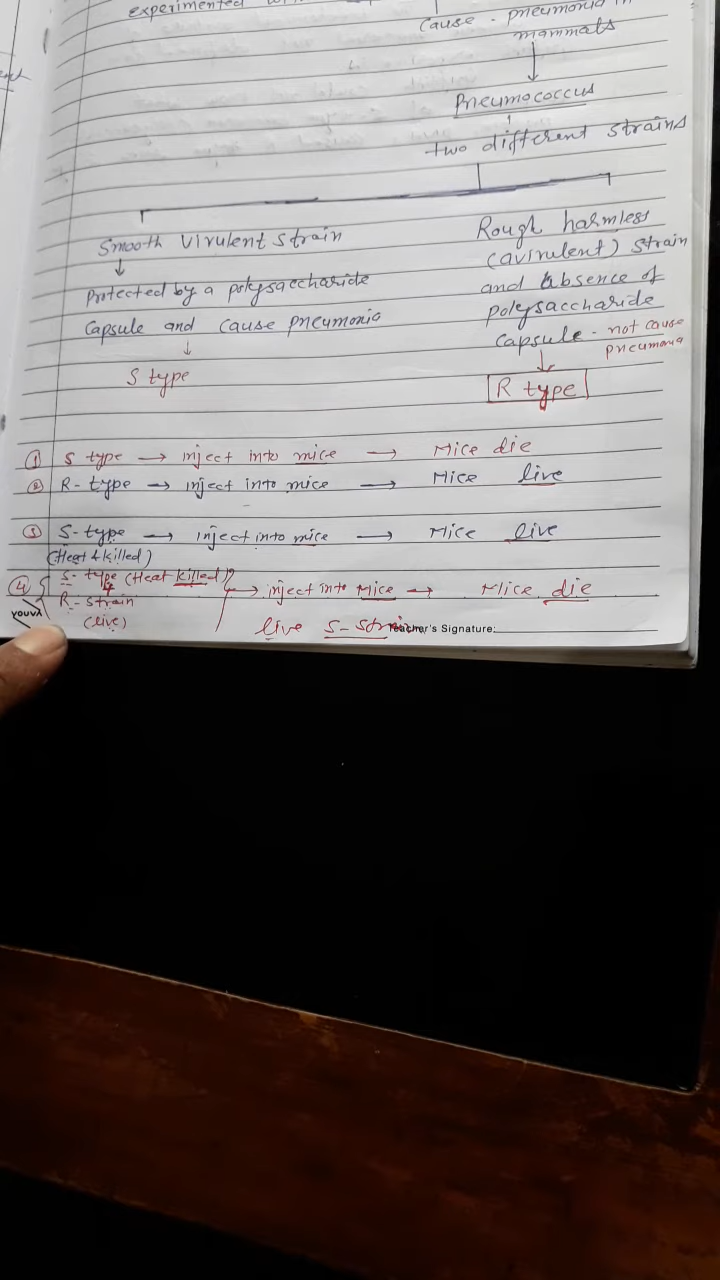 experimented
cause - pneumonia in
mammals
Pneumococcus
two different strains
Smooth Virulent strain
Protected by a polysaccharide
Capsule and cause pneumonia
S type
Rough harmless
(avirulent) strain
and absence of
polysaccharide
capsule - not cause
pneumonia
R type
① S type → inject into mice → Mice die
② R-type → inject into mice → Mice live
③ S-type → inject into mice → Mice live
(Heat & killed)
④ S-type (Heat killed)
+
R-strain
(live)
→ inject into Mice → Mice die
live S-strain
youva
Teacher's Signature: